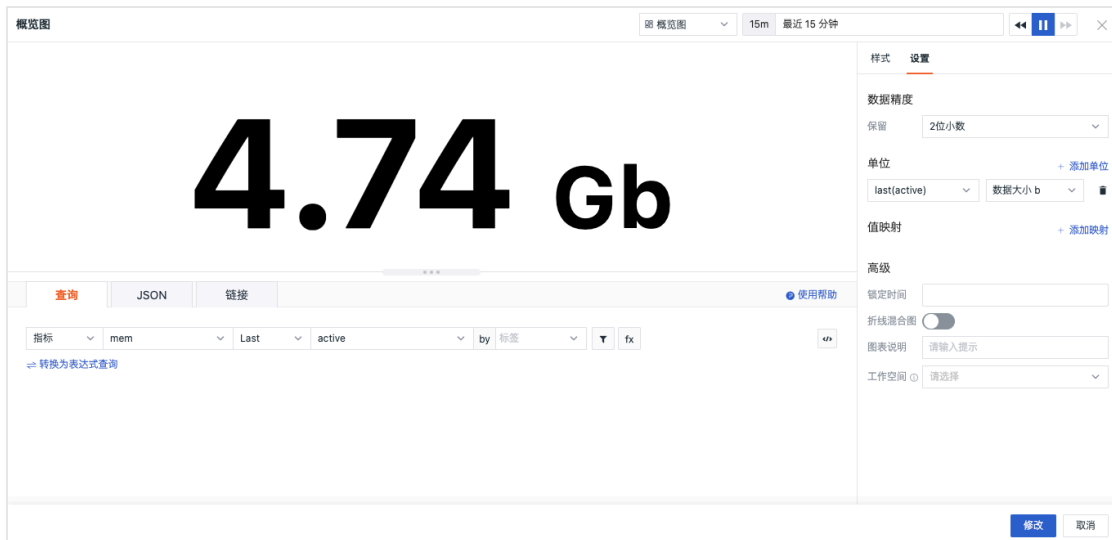 概览图 概览图 15m 最近 15 分钟
样式 设置
4.74 Gb
数据精度
保留 2位小数
单位 + 添加单位
last(active) 数据大小 b
值映射 + 添加映射
高级
锁定时间
折线混合图
图表说明 请输入提示
工作空间 请选择
查询 JSON 链接 使用帮助
指标 mem Last active by 标签 fx </>
转换为表达式查询
修改 取消